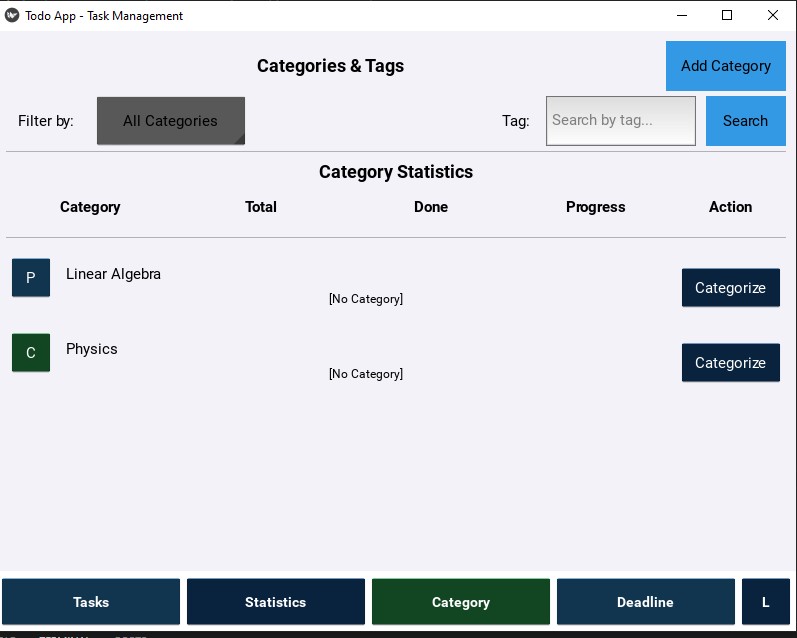 Todo App - Task Management
Categories & Tags
Add Category
Filter by: All Categories Tag: Search by tag... Search
Category Statistics
Category Total Done Progress Action
P Linear Algebra
[No Category]
Categorize
C Physics
[No Category]
Categorize
Tasks Statistics Category Deadline L